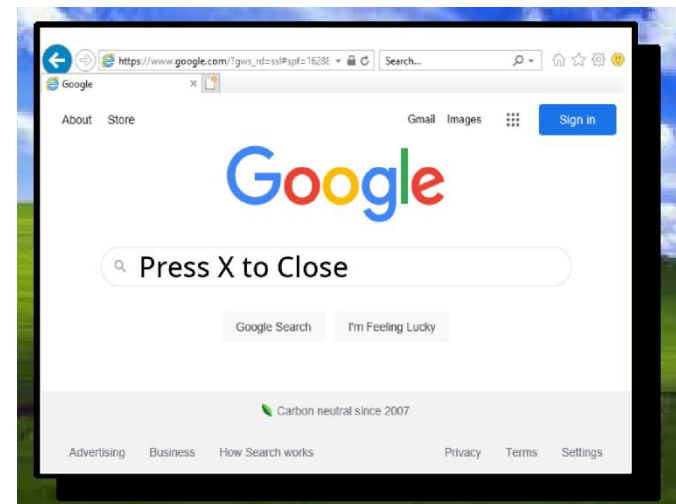 https://www.google.com/?gws_rd=ssl#spf=16288
Search...
Google
About Store Gmail Images Sign in
Google
Press X to Close
Google Search I'm Feeling Lucky
Carbon neutral since 2007
Advertising Business How Search works Privacy Terms Settings